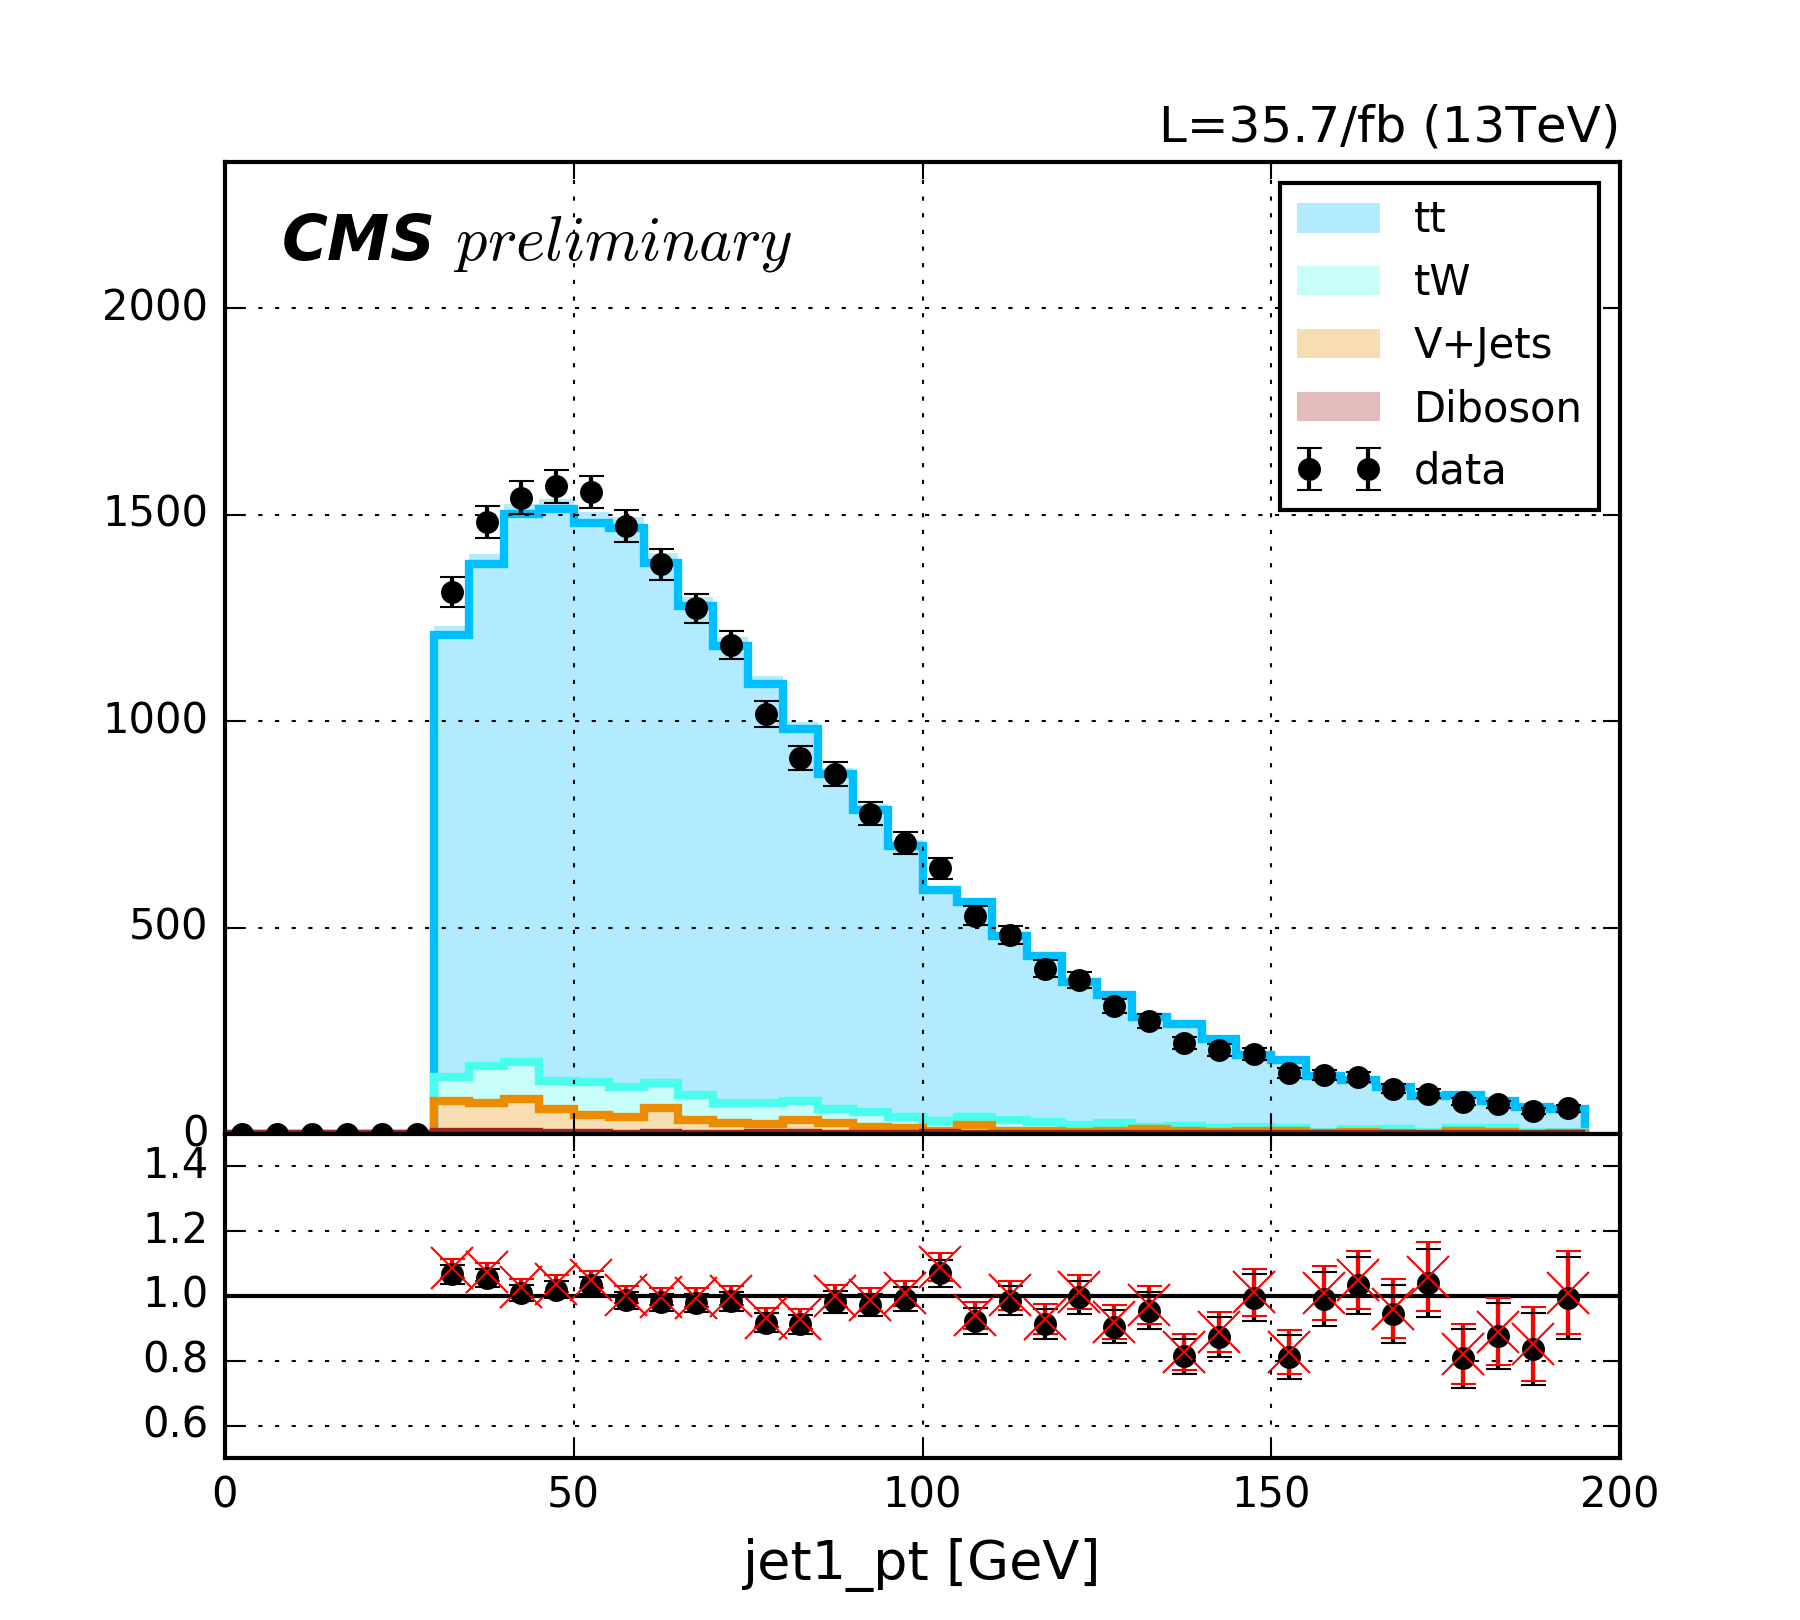 L=35.7/fb (13TeV)
CMS preliminary
tt
tW
V+Jets
Diboson
data
2000
1500
1000
500
0
1.4
1.2
1.0
0.8
0.6
0 50 100 150 200
jet1_pt [GeV]